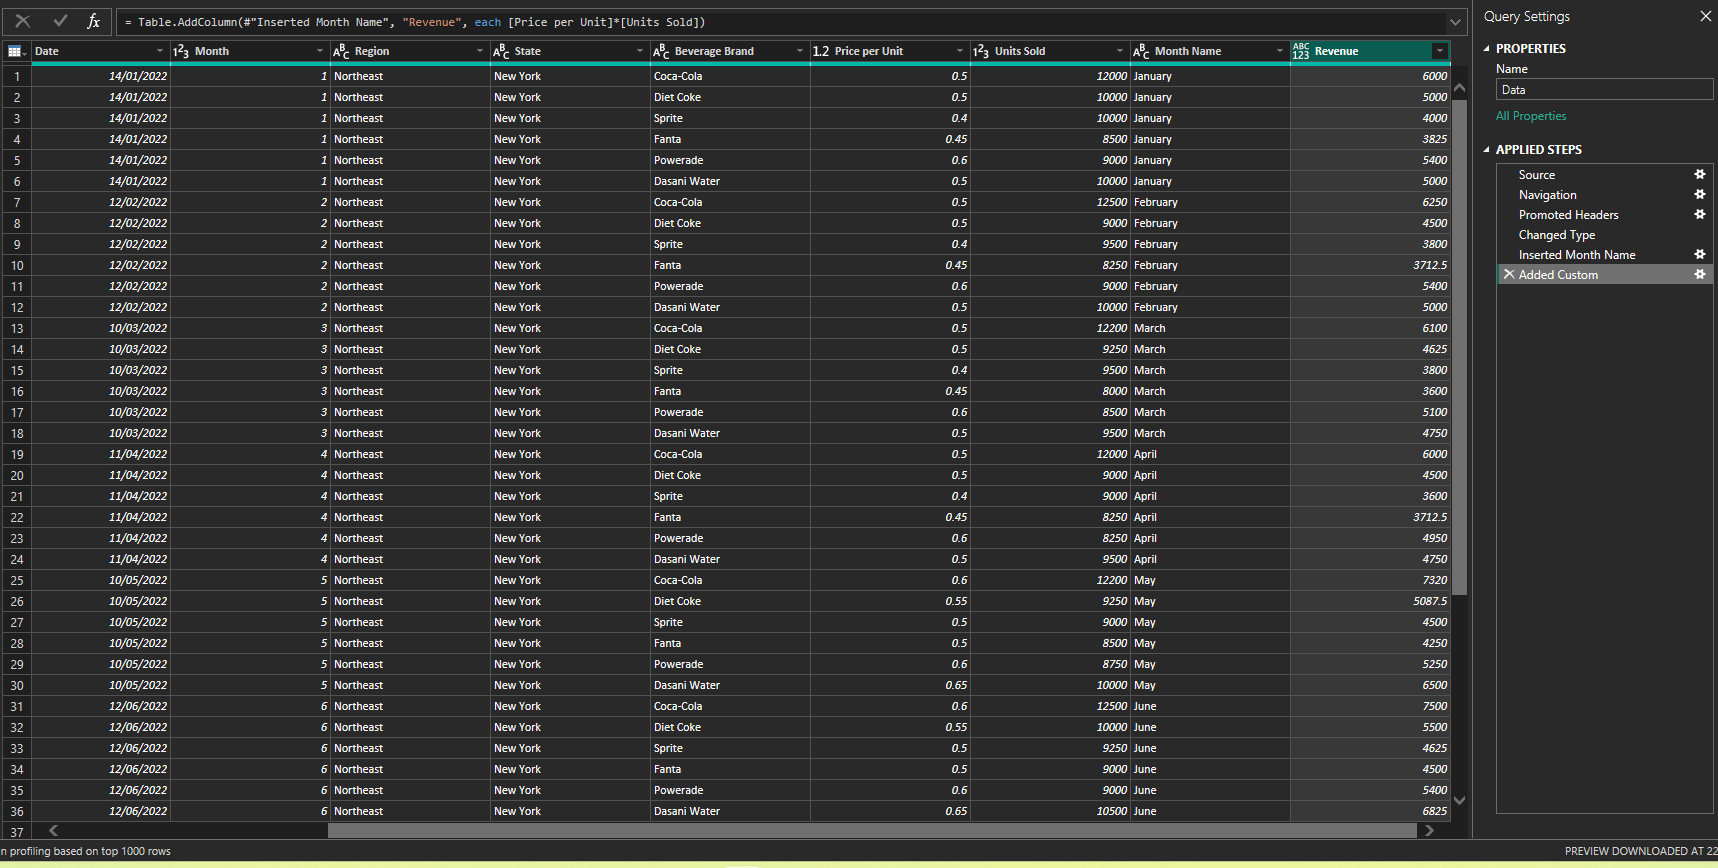 fx = Table.AddColumn(#"Inserted Month Name", "Revenue", each [Price per Unit]*[Units Sold])
Date 1²3 Month ABC Region ABC State ABC Beverage Brand 1.2 Price per Unit 1²3 Units Sold ABC Month Name ABC 123 Revenue
1 14/01/2022 1 Northeast New York Coca-Cola 0.5 12000 January 6000
2 14/01/2022 1 Northeast New York Diet Coke 0.5 10000 January 5000
3 14/01/2022 1 Northeast New York Sprite 0.4 10000 January 4000
4 14/01/2022 1 Northeast New York Fanta 0.45 8500 January 3825
5 14/01/2022 1 Northeast New York Powerade 0.6 9000 January 5400
6 14/01/2022 1 Northeast New York Dasani Water 0.5 10000 January 5000
7 12/02/2022 2 Northeast New York Coca-Cola 0.5 12500 February 6250
8 12/02/2022 2 Northeast New York Diet Coke 0.5 9000 February 4500
9 12/02/2022 2 Northeast New York Sprite 0.4 9500 February 3800
10 12/02/2022 2 Northeast New York Fanta 0.45 8250 February 3712.5
11 12/02/2022 2 Northeast New York Powerade 0.6 9000 February 5400
12 12/02/2022 2 Northeast New York Dasani Water 0.5 10000 February 5000
13 10/03/2022 3 Northeast New York Coca-Cola 0.5 12200 March 6100
14 10/03/2022 3 Northeast New York Diet Coke 0.5 9250 March 4625
15 10/03/2022 3 Northeast New York Sprite 0.4 9500 March 3800
16 10/03/2022 3 Northeast New York Fanta 0.45 8000 March 3600
17 10/03/2022 3 Northeast New York Powerade 0.6 8500 March 5100
18 10/03/2022 3 Northeast New York Dasani Water 0.5 9500 March 4750
19 11/04/2022 4 Northeast New York Coca-Cola 0.5 12000 April 6000
20 11/04/2022 4 Northeast New York Diet Coke 0.5 9000 April 4500
21 11/04/2022 4 Northeast New York Sprite 0.4 9000 April 3600
22 11/04/2022 4 Northeast New York Fanta 0.45 8250 April 3712.5
23 11/04/2022 4 Northeast New York Powerade 0.6 8250 April 4950
24 11/04/2022 4 Northeast New York Dasani Water 0.5 9500 April 4750
25 10/05/2022 5 Northeast New York Coca-Cola 0.6 12200 May 7320
26 10/05/2022 5 Northeast New York Diet Coke 0.55 9250 May 5087.5
27 10/05/2022 5 Northeast New York Sprite 0.5 9000 May 4500
28 10/05/2022 5 Northeast New York Fanta 0.5 8500 May 4250
29 10/05/2022 5 Northeast New York Powerade 0.6 8750 May 5250
30 10/05/2022 5 Northeast New York Dasani Water 0.65 10000 May 6500
31 12/06/2022 6 Northeast New York Coca-Cola 0.6 12500 June 7500
32 12/06/2022 6 Northeast New York Diet Coke 0.55 10000 June 5500
33 12/06/2022 6 Northeast New York Sprite 0.5 9250 June 4625
34 12/06/2022 6 Northeast New York Fanta 0.5 9000 June 4500
35 12/06/2022 6 Northeast New York Powerade 0.6 9000 June 5400
36 12/06/2022 6 Northeast New York Dasani Water 0.65 10500 June 6825
37
n profiling based on top 1000 rows
Query Settings
PROPERTIES
Name
Data
All Properties
APPLIED STEPS
Source
Navigation
Promoted Headers
Changed Type
Inserted Month Name
Added Custom
PREVIEW DOWNLOADED AT 22